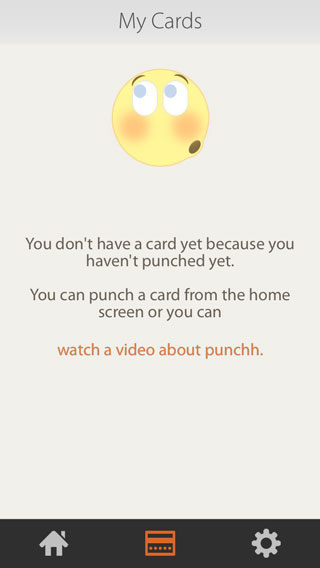 My Cards
You don't have a card yet because you
haven't punched yet.
You can punch a card from the home
screen or you can
watch a video about punchh.